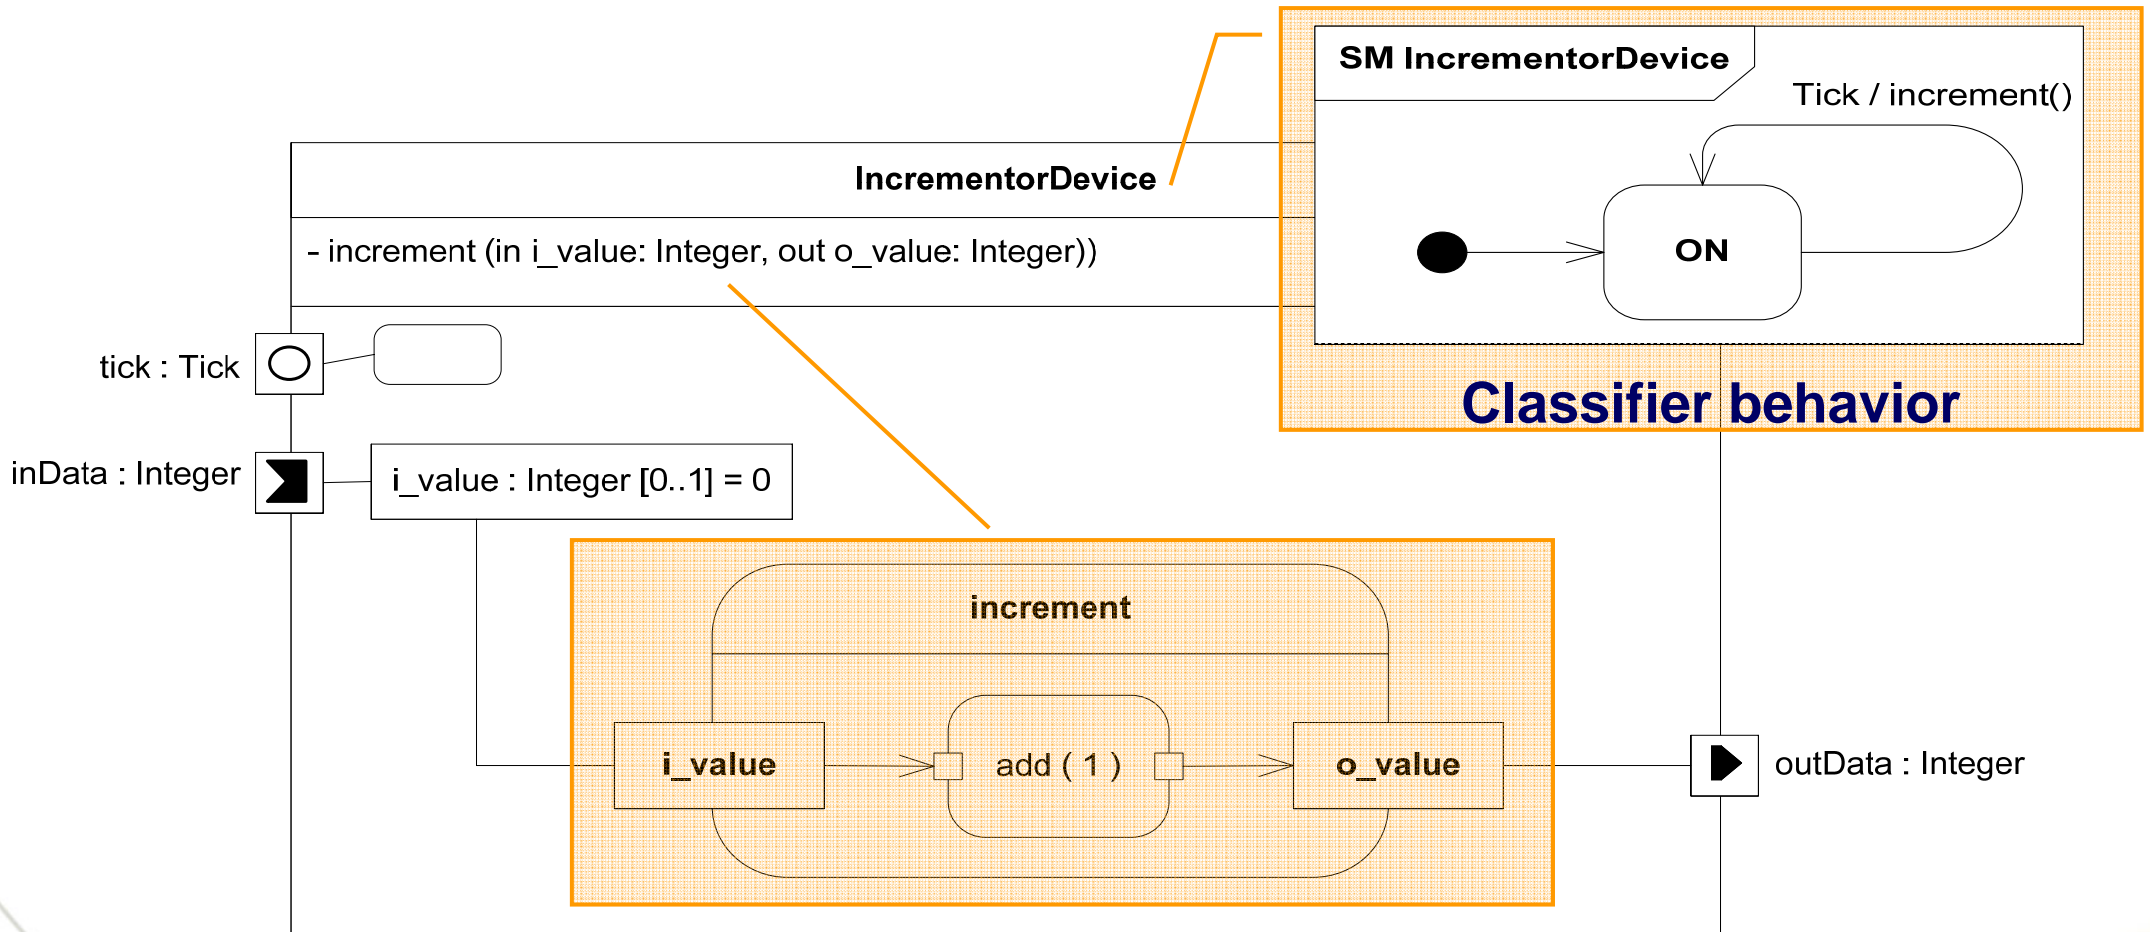 SM IncrementorDevice
Tick / increment()
IncrementorDevice
- increment (in i_value: Integer, out o_value: Integer))
ON
tick : Tick
Classifier behavior
inData : Integer
i_value : Integer [0..1] = 0
increment
i_value
add ( 1 )
o_value
outData : Integer